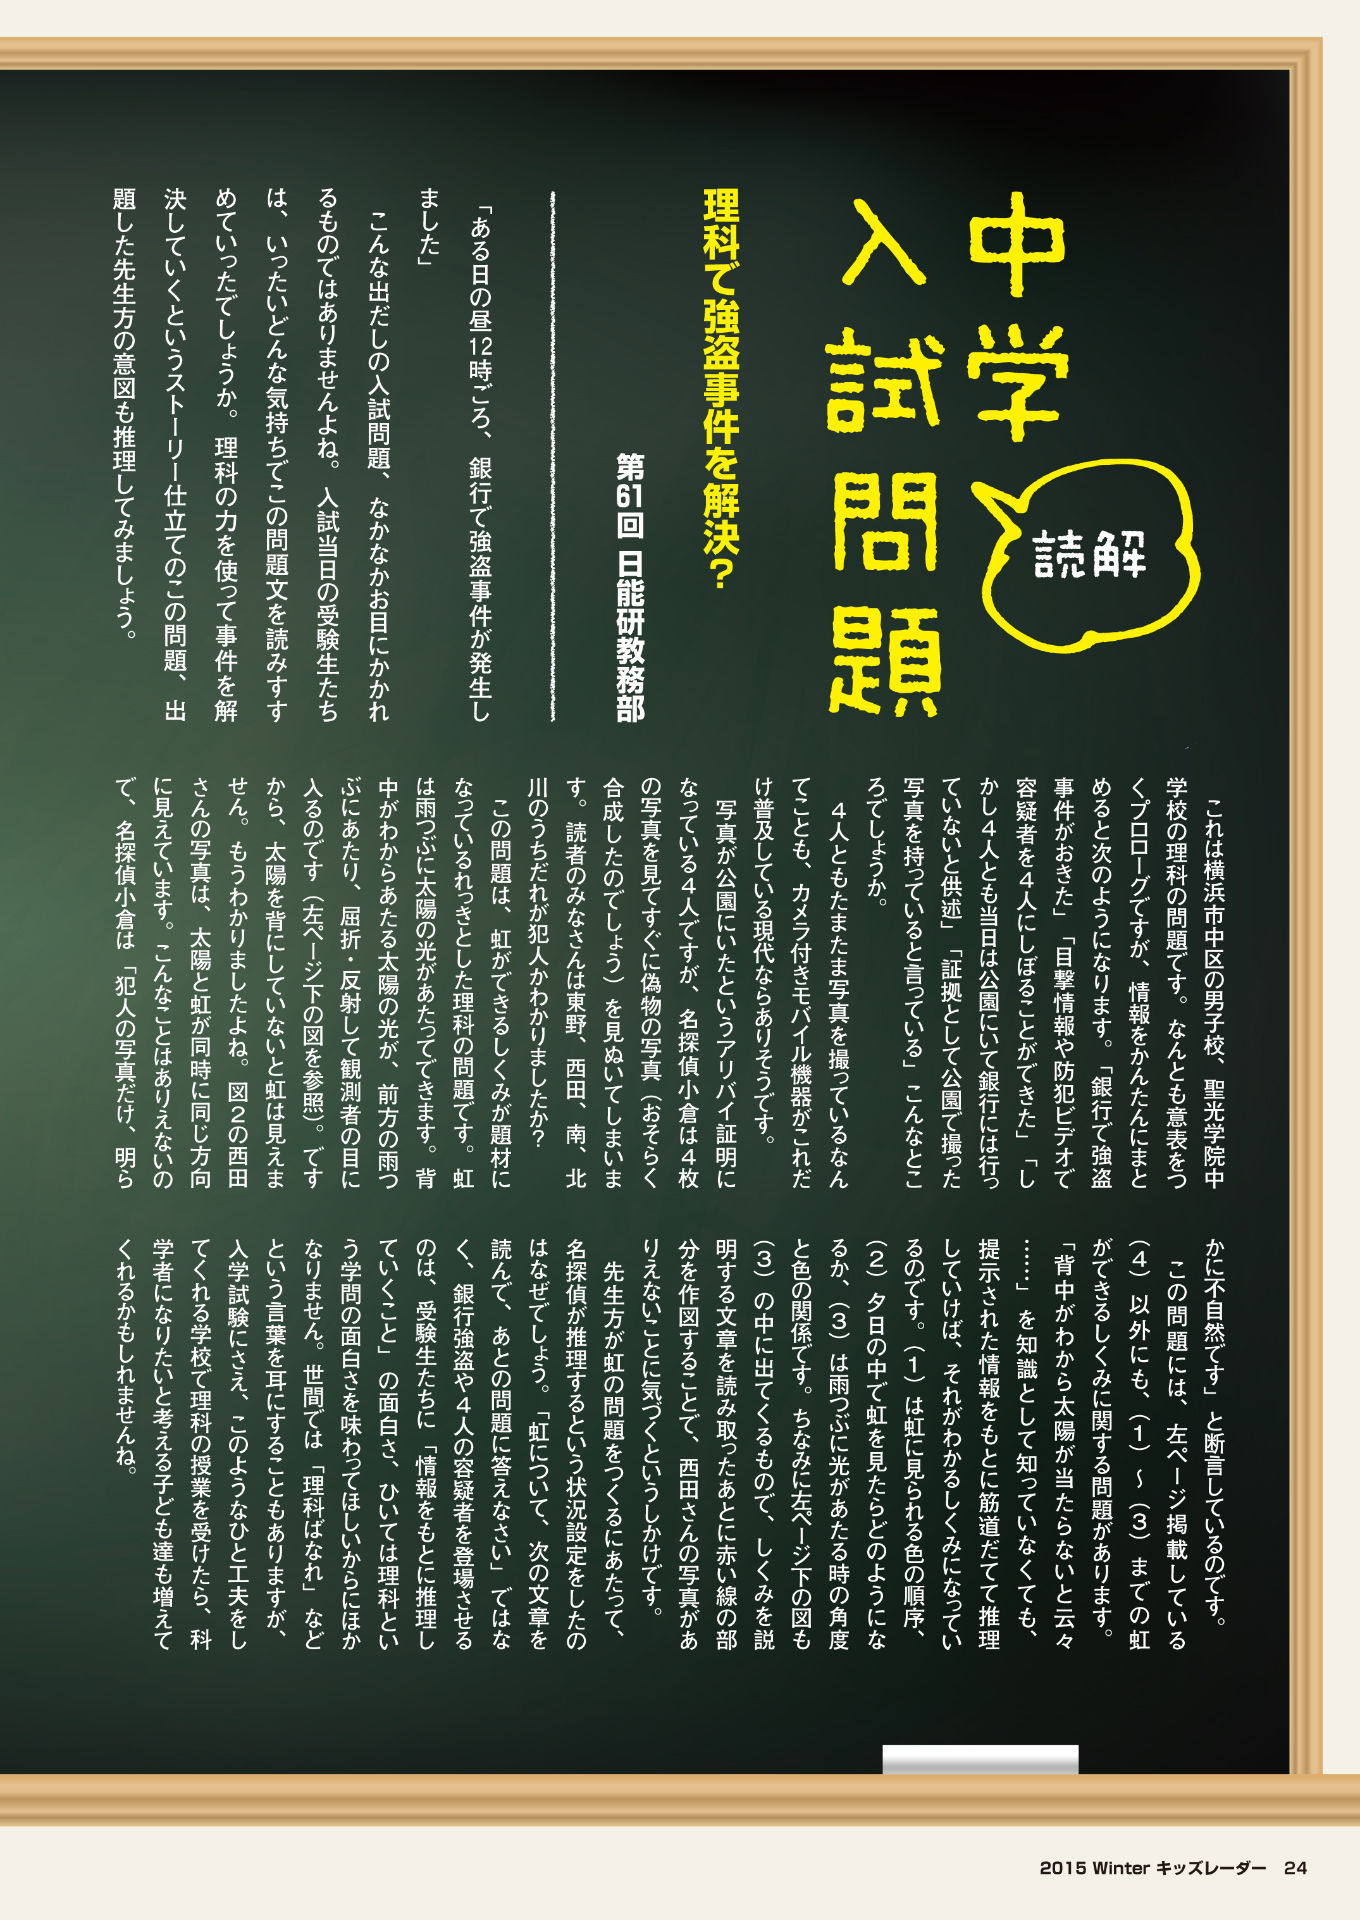 中学
入試問題
読解
理科で強盗事件を解決？
第61回 日能研教務部
「ある日の昼12時ごろ、銀行で強盗事件が発生し
ました」
こんな出だしの入試問題、なかなかお目にかかれ
るものではありませんよね。入試当日の受験生たち
は、いったいどんな気持ちでこの問題文を読みすす
めていったでしょうか。理科の力を使って事件を解
決していくというストーリー仕立てのこの問題、出
題した先生方の意図も推理してみましょう。
これは横浜市中区の男子校、聖光学院中
学校の理科の問題です。なんとも意表をつ
くプロローグですが、情報をかんたんにまと
めると次のようになります。「銀行で強盗
事件がおきた」「目撃情報や防犯ビデオで
容疑者を４人にしぼることができた」「し
かし４人とも当日は公園にいて銀行には行っ
ていないと供述」「証拠として公園で撮った
写真を持っていると言っている」こんなとこ
ろでしょうか。
４人ともたまたま写真を撮っているなん
てことも、カメラ付きモバイル機器がこれだ
け普及している現代ならありそうです。
写真が公園にいたというアリバイ証明に
なっている４人ですが、名探偵小倉は４枚
の写真を見てすぐに偽物の写真（おそらく
合成したのでしょう）を見ぬいてしまいま
す。読者のみなさんは東野、西田、南、北
川のうちだれが犯人かわかりましたか？
この問題は、虹ができるしくみが題材に
なっているれっきとした理科の問題です。虹
は雨つぶに太陽の光があたってできます。背
中がわからあたる太陽の光が、前方の雨つ
ぶにあたり、屈折・反射して観測者の目に
入るのです（左ページ下の図を参照）。です
から、太陽を背にしていないと虹は見えま
せん。もうわかりましたよね。図２の西田
さんの写真は、太陽と虹が同時に同じ方向
に見えています。こんなことはありえないの
で、名探偵小倉は「犯人の写真だけ、明ら
かに不自然です」と断言しているのです。
この問題には、左ページ掲載している
（４）以外にも、（１）～（３）までの虹
ができるしくみに関する問題があります。
「背中がわから太陽が当たらないと云々
……」を知識として知っていなくても、
提示された情報をもとに筋道だてて推理
していけば、それがわかるしくみになってい
るのです。（１）は虹に見られる色の順序、
（２）夕日の中で虹を見たらどのようにな
るか、（３）は雨つぶに光があたる時の角度
と色の関係です。ちなみに左ページ下の図も
（３）の中に出てくるもので、しくみを説
明する文章を読み取ったあとに赤い線の部
分を作図することで、西田さんの写真があ
りえないことに気づくというしかけです。
先生方が虹の問題をつくるにあたって、
名探偵が推理するという状況設定をしたの
はなぜでしょう。「虹について、次の文章を
読んで、あとの問題に答えなさい」ではな
く、銀行強盗や４人の容疑者を登場させる
のは、受験生たちに「情報をもとに推理し
ていくこと」の面白さ、ひいては理科とい
う学問の面白さを味わってほしいからにほか
なりません。世間では「理科ばなれ」など
という言葉を耳にすることもありますが、
入学試験にさえ、このようなひと工夫をし
てくれる学校で理科の授業を受けたら、科
学者になりたいと考える子ども達も増えて
くれるかもしれませんね。
2015 Winter キッズレーダー 24